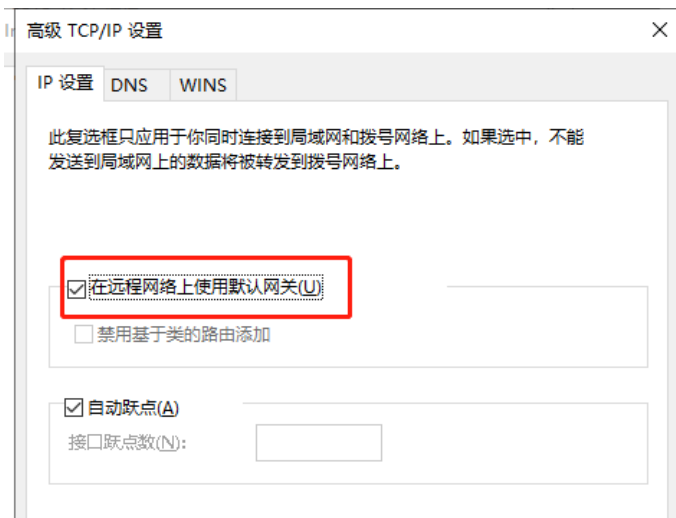 高级 TCP/IP 设置
IP 设置 DNS WINS
此复选框只应用于你同时连接到局域网和拨号网络上。如果选中，不能
发送到局域网上的数据将被转发到拨号网络上。
在远程网络上使用默认网关(U)
禁用基于类的路由添加
自动跃点(A)
接口跃点数(N):